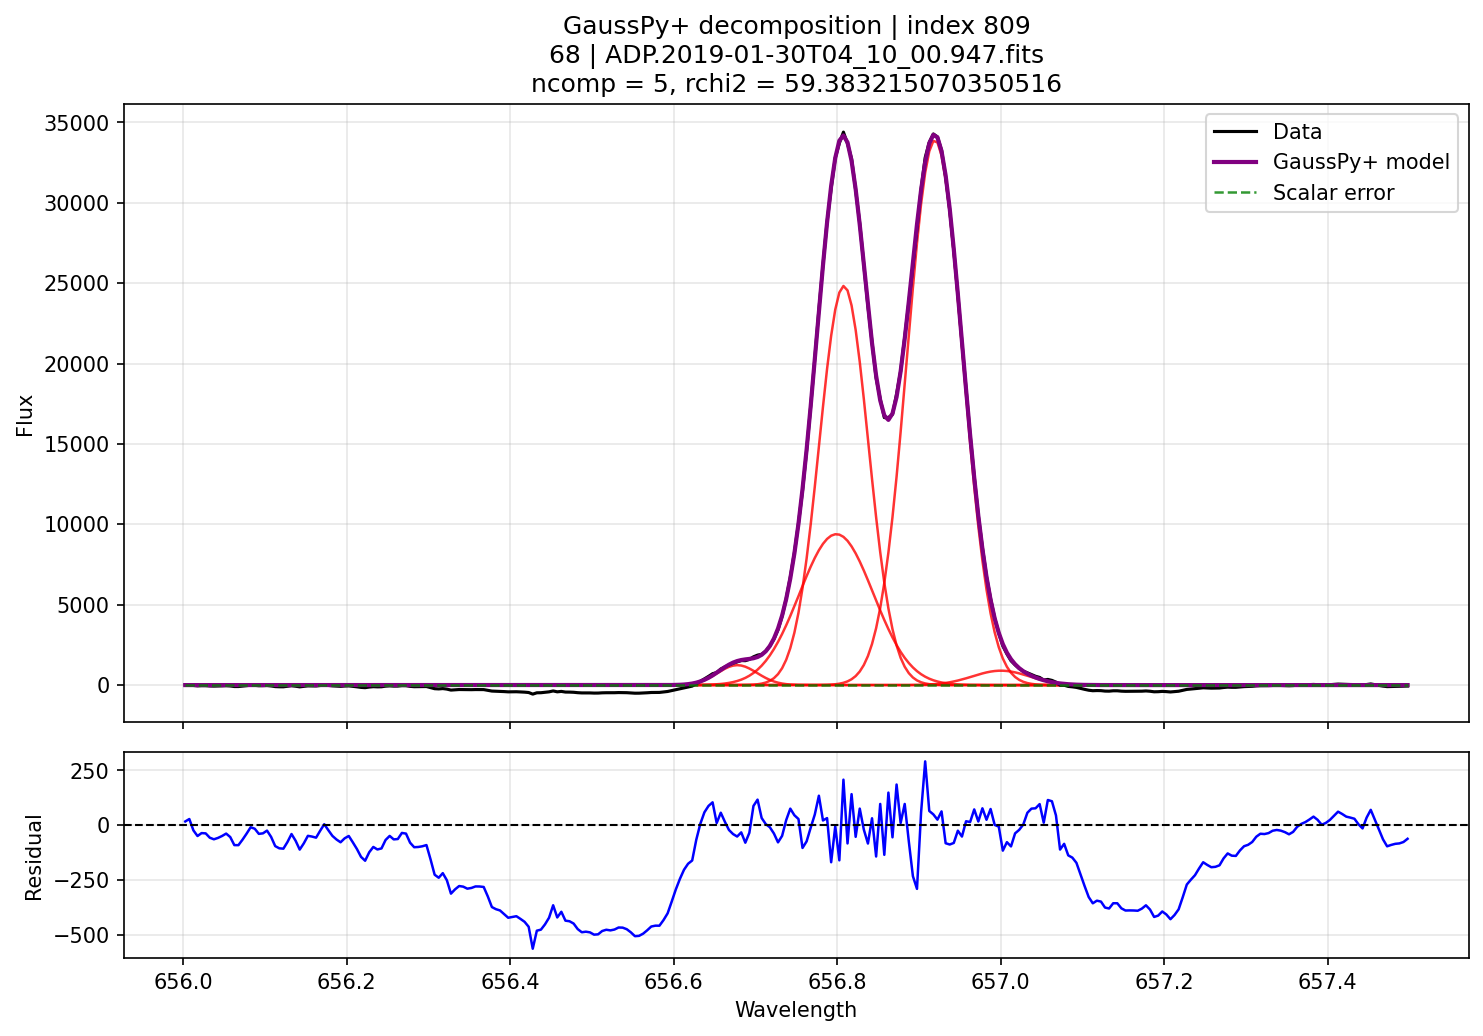 GaussPy+ decomposition | index 809
68 | ADP.2019-01-30T04_10_00.947.fits
ncomp = 5, rchi2 = 59.383215070350516
Data
GaussPy+ model
Scalar error
Flux
35000
30000
25000
20000
15000
10000
5000
0
Residual
250
0
−250
−500
656.0 656.2 656.4 656.6 656.8 657.0 657.2 657.4
Wavelength